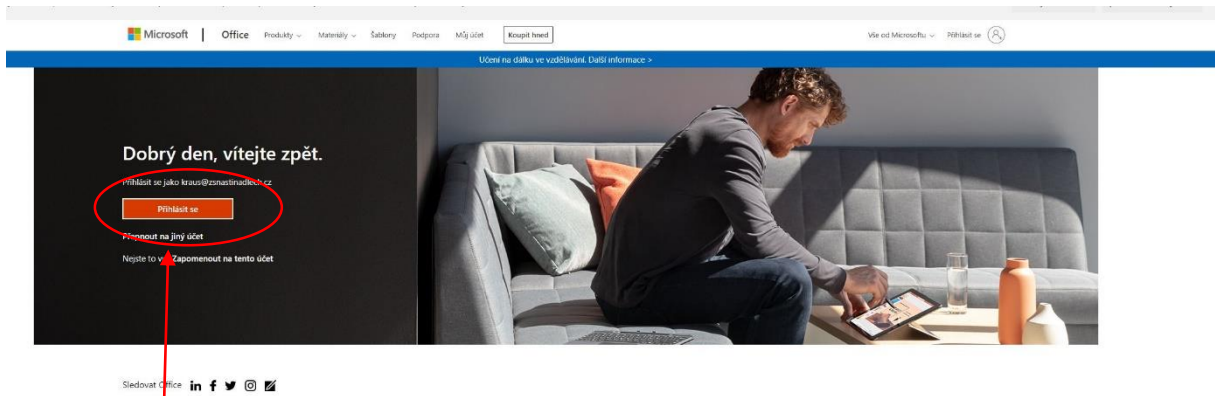 Microsoft | Office Produkty Materiály Šablony Podpora Můj účet Koupit hned Vše od Microsoftu Přihlásit se
Učení na dálku ve vzdělávání. Další informace >
Dobrý den, vítejte zpět.
Přihlásit se jako kraus@zsnastinadlech.cz
Přihlásit se
Přepnout na jiný účet
Nejste to Zapomenout na tento účet
Sledovat Office